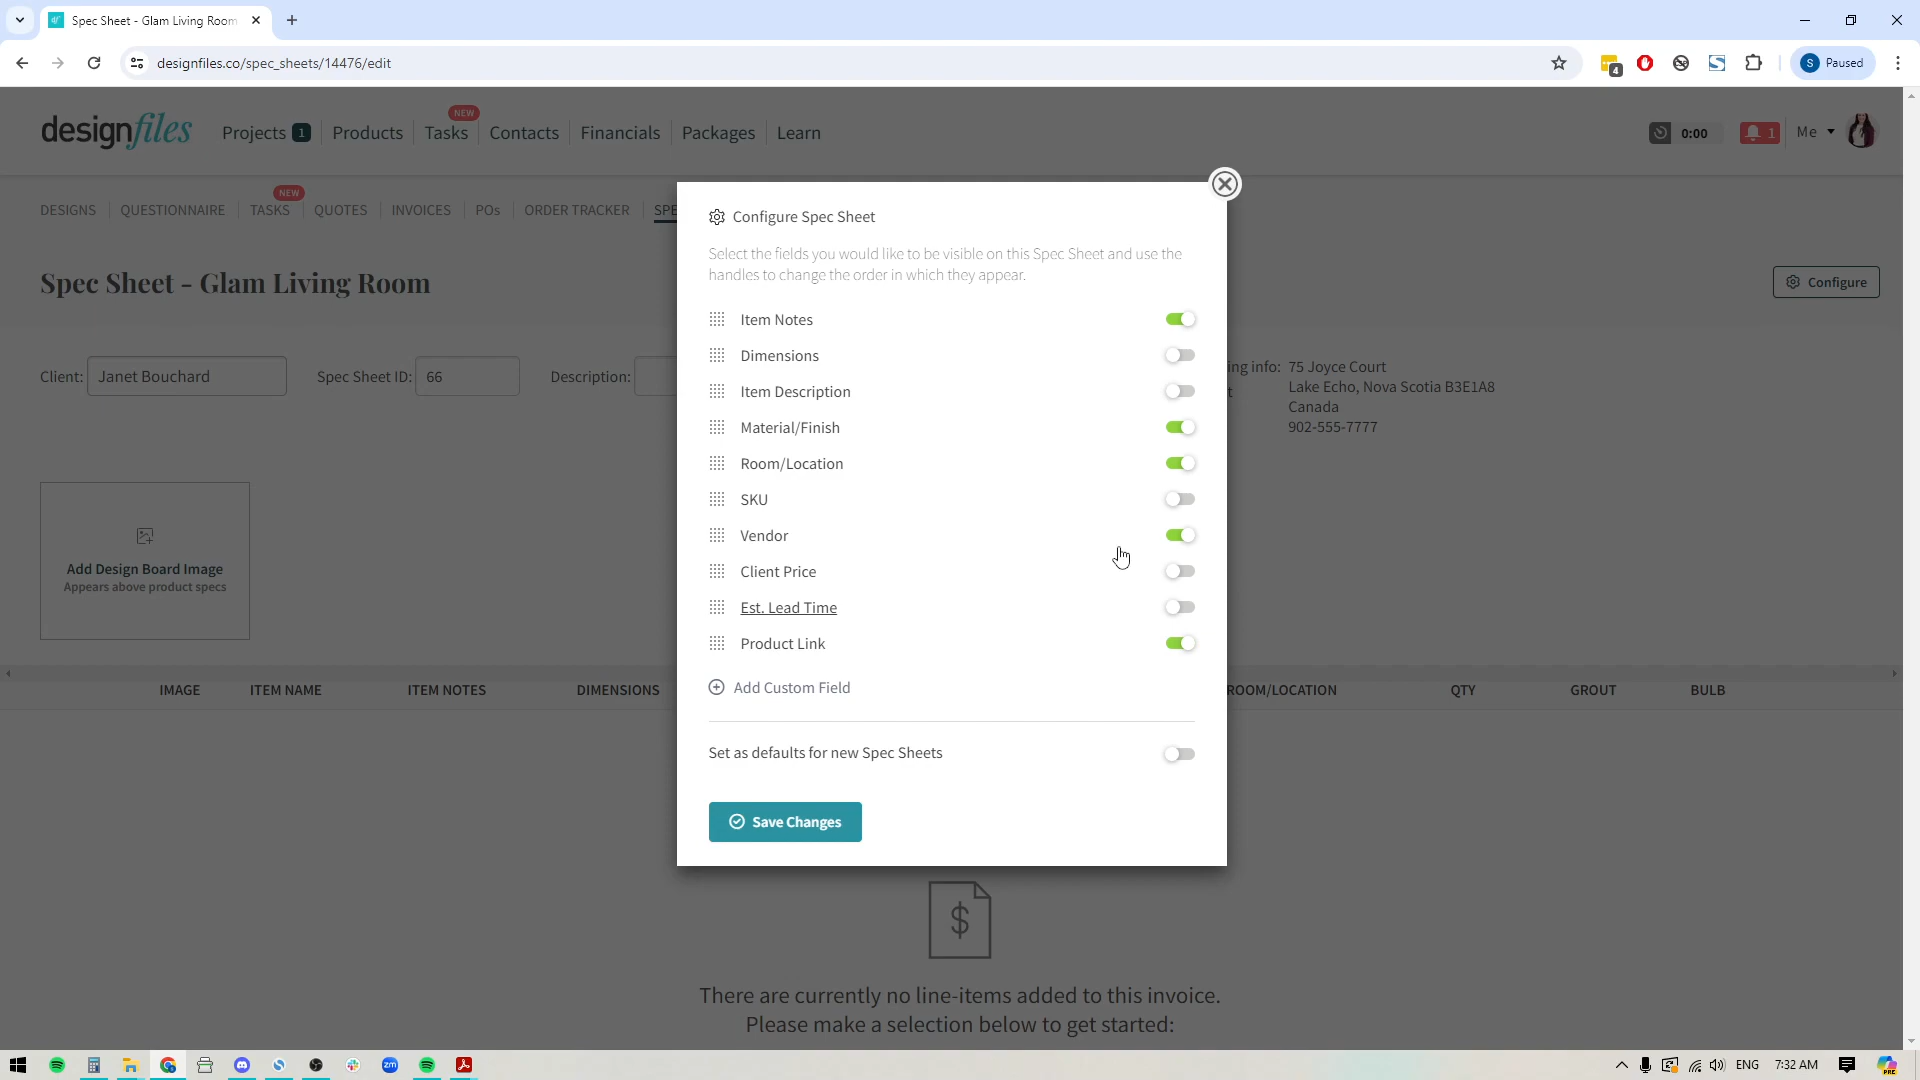 Spec Sheet - Glam Living Room
designfiles.co/spec_sheets/14476/edit
4
S Paused
designfiles
Projects 1
Products
Tasks
NEW
Contacts
Financials
Packages
Learn
0:00
1
Me
DESIGNS
QUESTIONNAIRE
TASKS
NEW
QUOTES
INVOICES
POs
ORDER TRACKER
SPE
Spec Sheet - Glam Living Room
Configure
Client: Janet Bouchard
Spec Sheet ID: 66
Description:
ing info: 75 Joyce Court
Lake Echo, Nova Scotia B3E1A8
Canada
902-555-7777
Add Design Board Image
Appears above product specs
IMAGE
ITEM NAME
ITEM NOTES
DIMENSIONS
ROOM/LOCATION
QTY
GROUT
BULB
Configure Spec Sheet
Select the fields you would like to be visible on this Spec Sheet and use the
handles to change the order in which they appear.
Item Notes
Dimensions
Item Description
Material/Finish
Room/Location
SKU
Vendor
Client Price
Est. Lead Time
Product Link
Add Custom Field
Set as defaults for new Spec Sheets
Save Changes
$
There are currently no line-items added to this invoice.
Please make a selection below to get started:
zm
ENG
7:32 AM
PRE